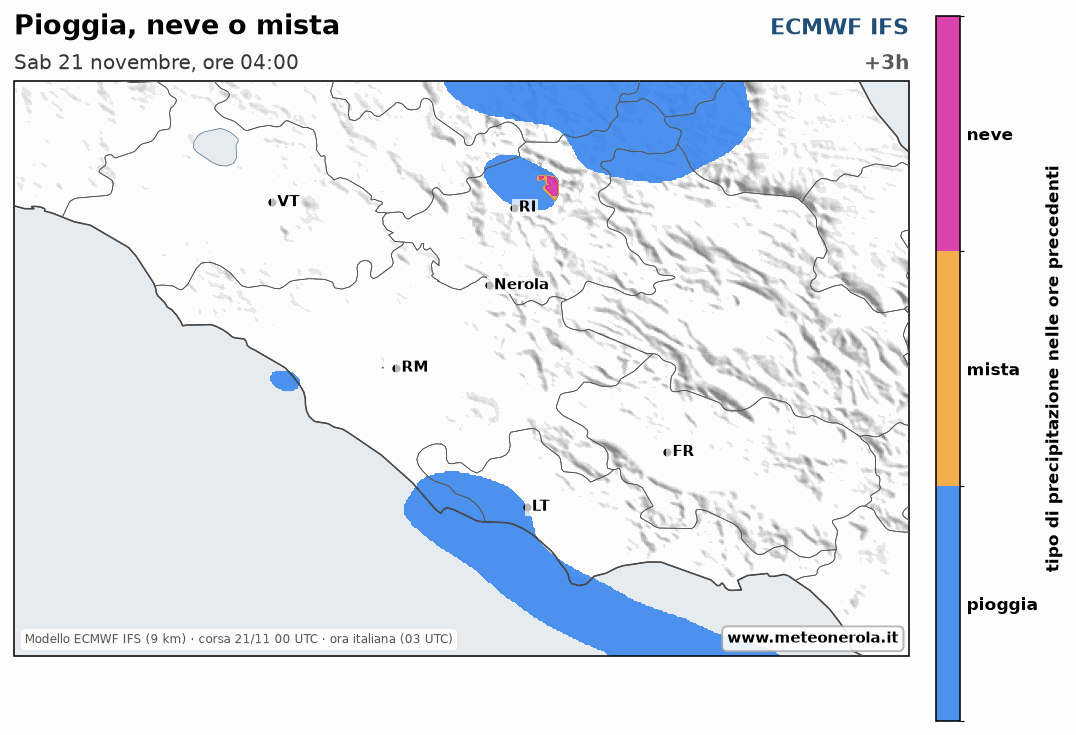 Pioggia, neve o mista
ECMWF IFS
Sab 21 novembre, ore 04:00
+3h
neve
VT
RI
Nerola
mista
RM
FR
LT
pioggia
tipo di precipitazione nelle ore precedenti
Modello ECMWF IFS (9 km) · corsa 21/11 00 UTC · ora italiana (03 UTC)
www.meteonerola.it